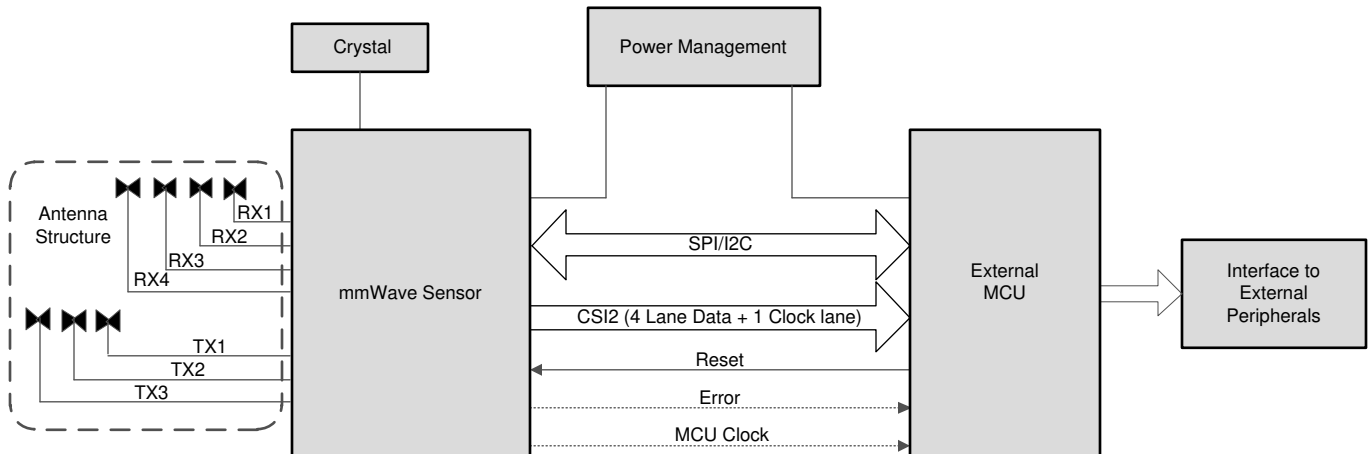 Crystal
Power Management
Antenna
Structure
RX1
RX2
RX3
RX4
TX1
TX2
TX3
mmWave Sensor
SPI/I2C
CSI2 (4 Lane Data + 1 Clock lane)
Reset
Error
MCU Clock
External
MCU
Interface to
External
Peripherals